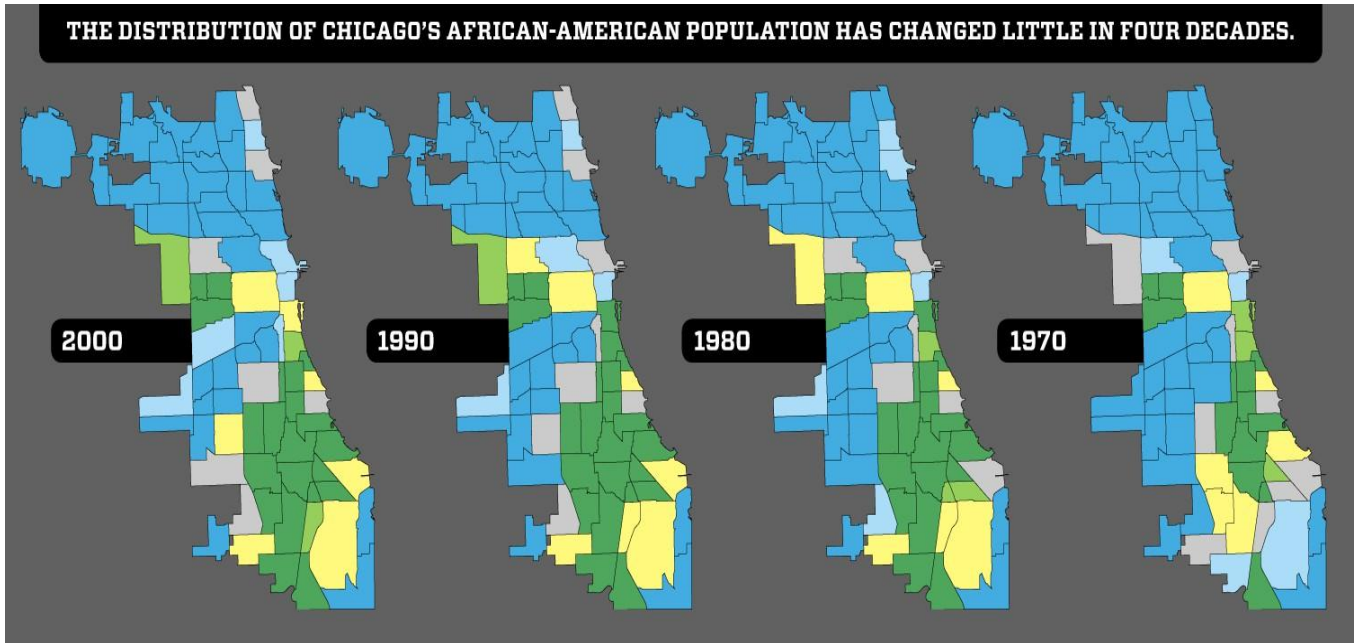 THE DISTRIBUTION OF CHICAGO'S AFRICAN-AMERICAN POPULATION HAS CHANGED LITTLE IN FOUR DECADES.
2000
1990
1980
1970